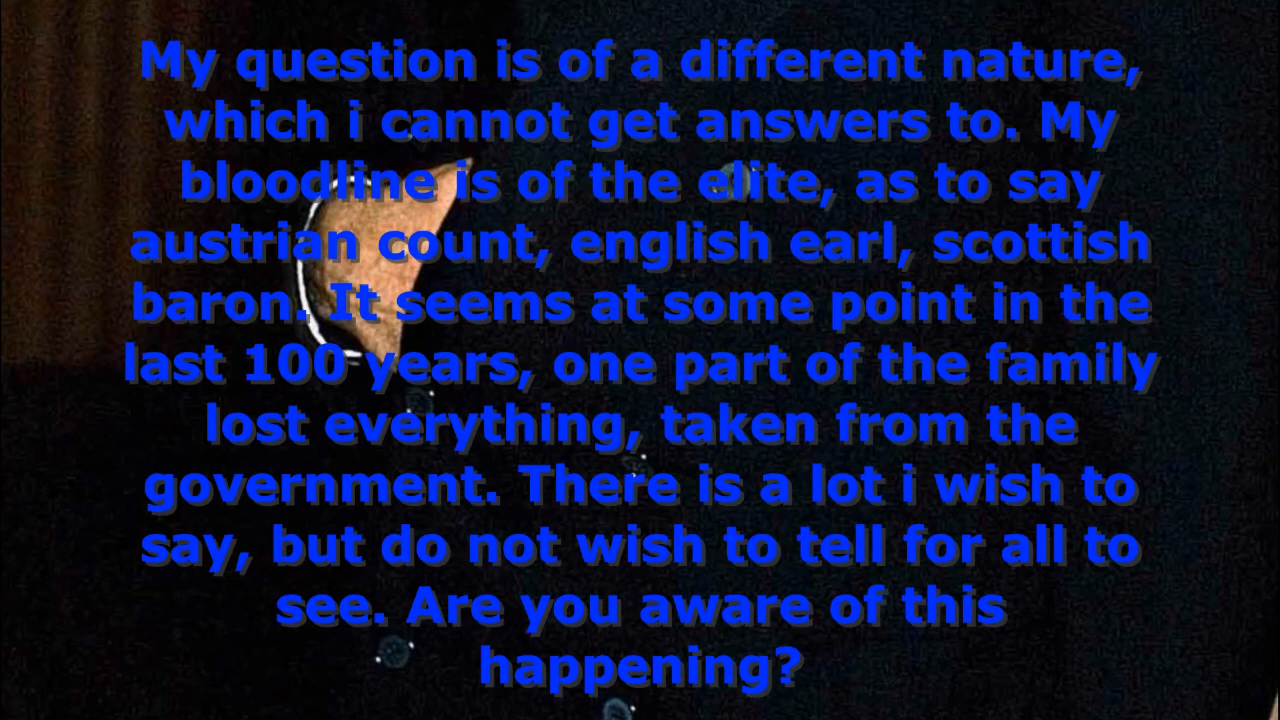 My question is of a different nature,
which i cannot get answers to. My
bloodline is of the elite, as to say
austrian count, english earl, scottish
baron. It seems at some point in the
last 100 years, one part of the family
lost everything, taken from the
government. There is a lot i wish to
say, but do not wish to tell for all to
see. Are you aware of this
happening?